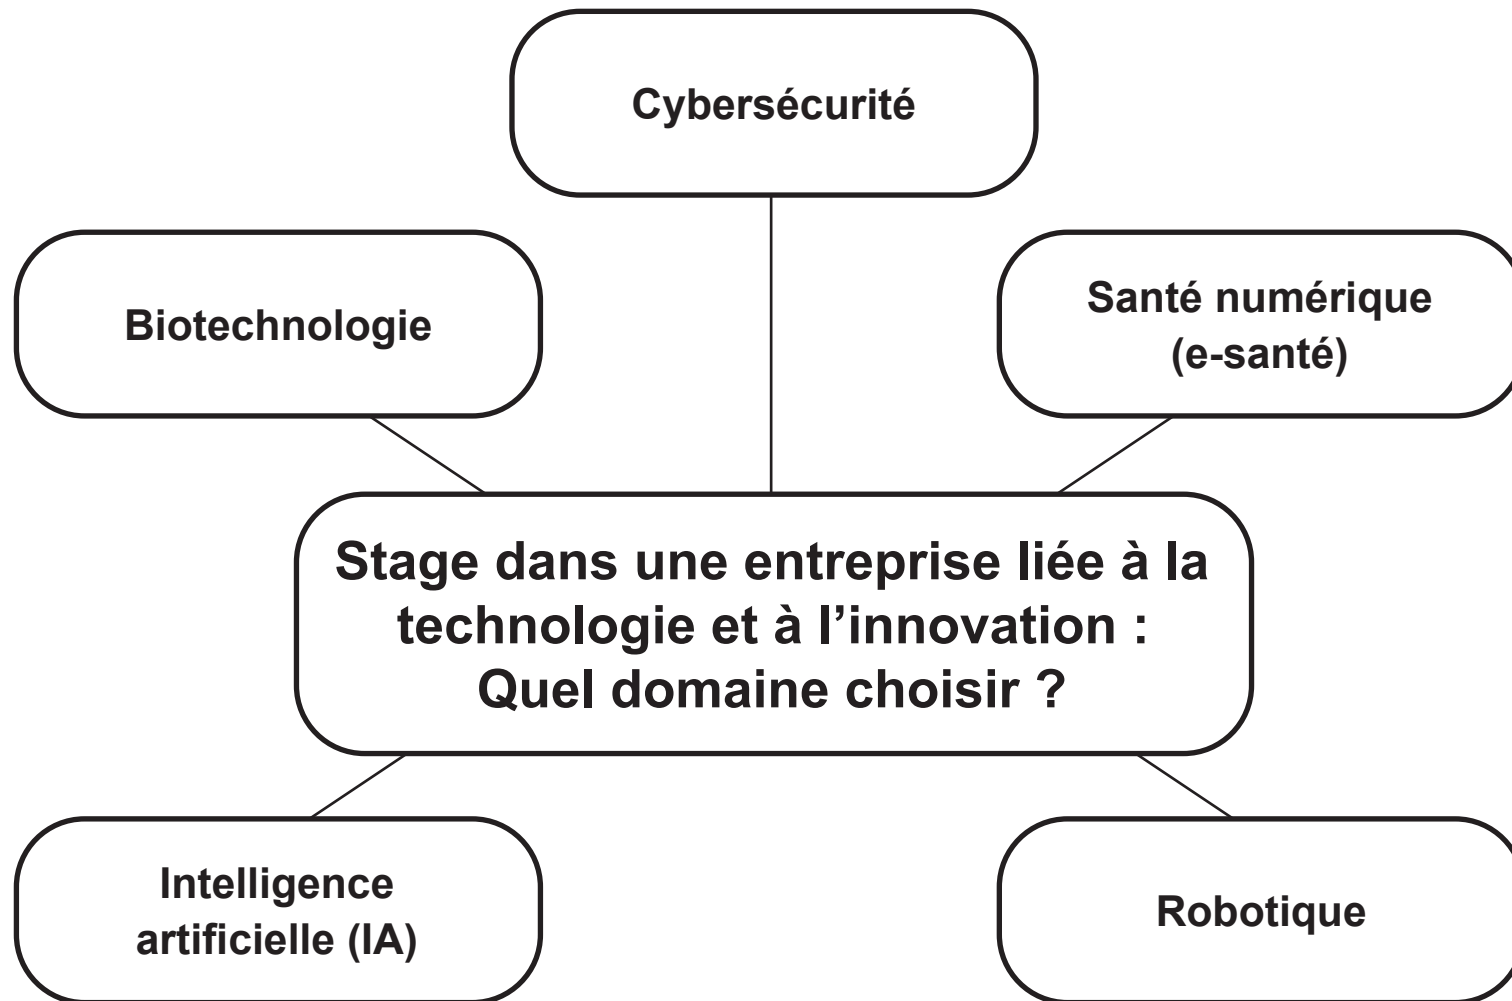 Cybersécurité
Biotechnologie
Santé numérique
(e-santé)
Stage dans une entreprise liée à la
technologie et à l’innovation :
Quel domaine choisir ?
Intelligence
artificielle (IA)
Robotique